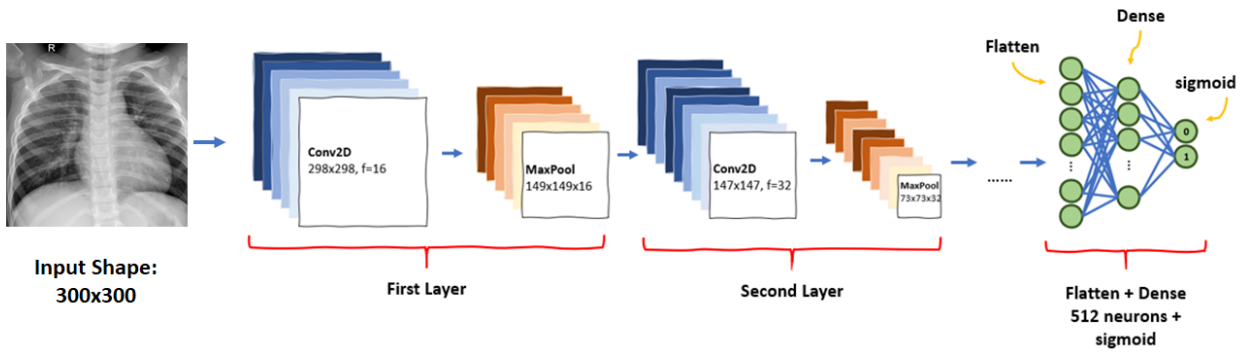 R
Input Shape:
300x300
Conv2D
298x298, f=16
MaxPool
149x149x16
First Layer
Conv2D
147x147, f=32
MaxPool
73x73x32
Second Layer
......
Flatten
Dense
sigmoid
0
1
Flatten + Dense
512 neurons +
sigmoid